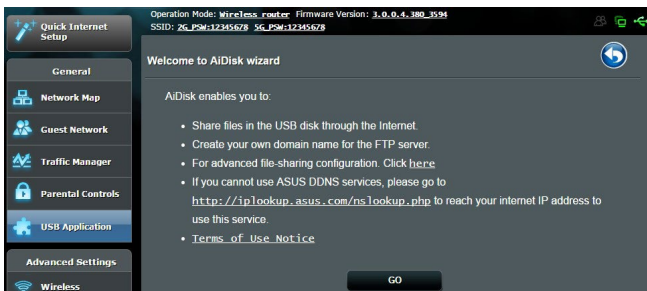 Quick Internet
Setup
General
Network Map
Guest Network
Traffic Manager
Parental Controls
USB Application
Advanced Settings
Wireless
Operation Mode: Wireless router Firmware Version: 3.0.0.4.380_3594
SSID: 2G_PSW:12345678 5G_PSW:12345678
Welcome to AiDisk wizard
AiDisk enables you to:
• Share files in the USB disk through the Internet.
• Create your own domain name for the FTP server.
• For advanced file-sharing configuration. Click here
• If you cannot use ASUS DDNS services, please go to
http://iplookup.asus.com/nslookup.php to reach your internet IP address to
use this service.
• Terms of Use Notice
GO